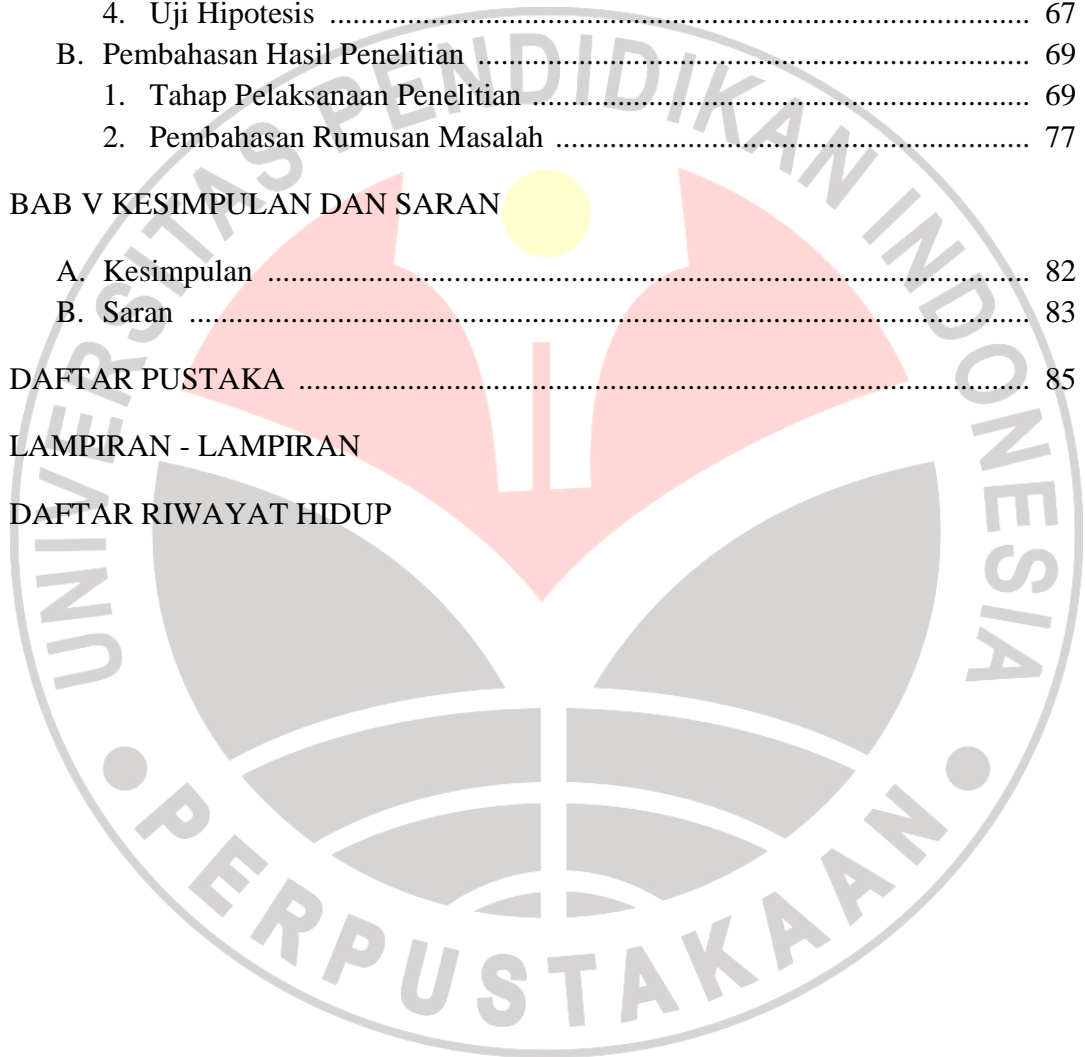 4. Uji Hipotesis ........................................................................................ 67
B. Pembahasan Hasil Penelitian ..................................................................... 69
1. Tahap Pelaksanaan Penelitian .............................................................. 69
2. Pembahasan Rumusan Masalah ........................................................... 77
BAB V KESIMPULAN DAN SARAN
A. Kesimpulan ................................................................................................ 82
B. Saran .......................................................................................................... 83
DAFTAR PUSTAKA ............................................................................................ 85
LAMPIRAN - LAMPIRAN
DAFTAR RIWAYAT HIDUP
UNIVERSITAS PENDIDIKAN INDONESIA
PERPUSTAKAAN